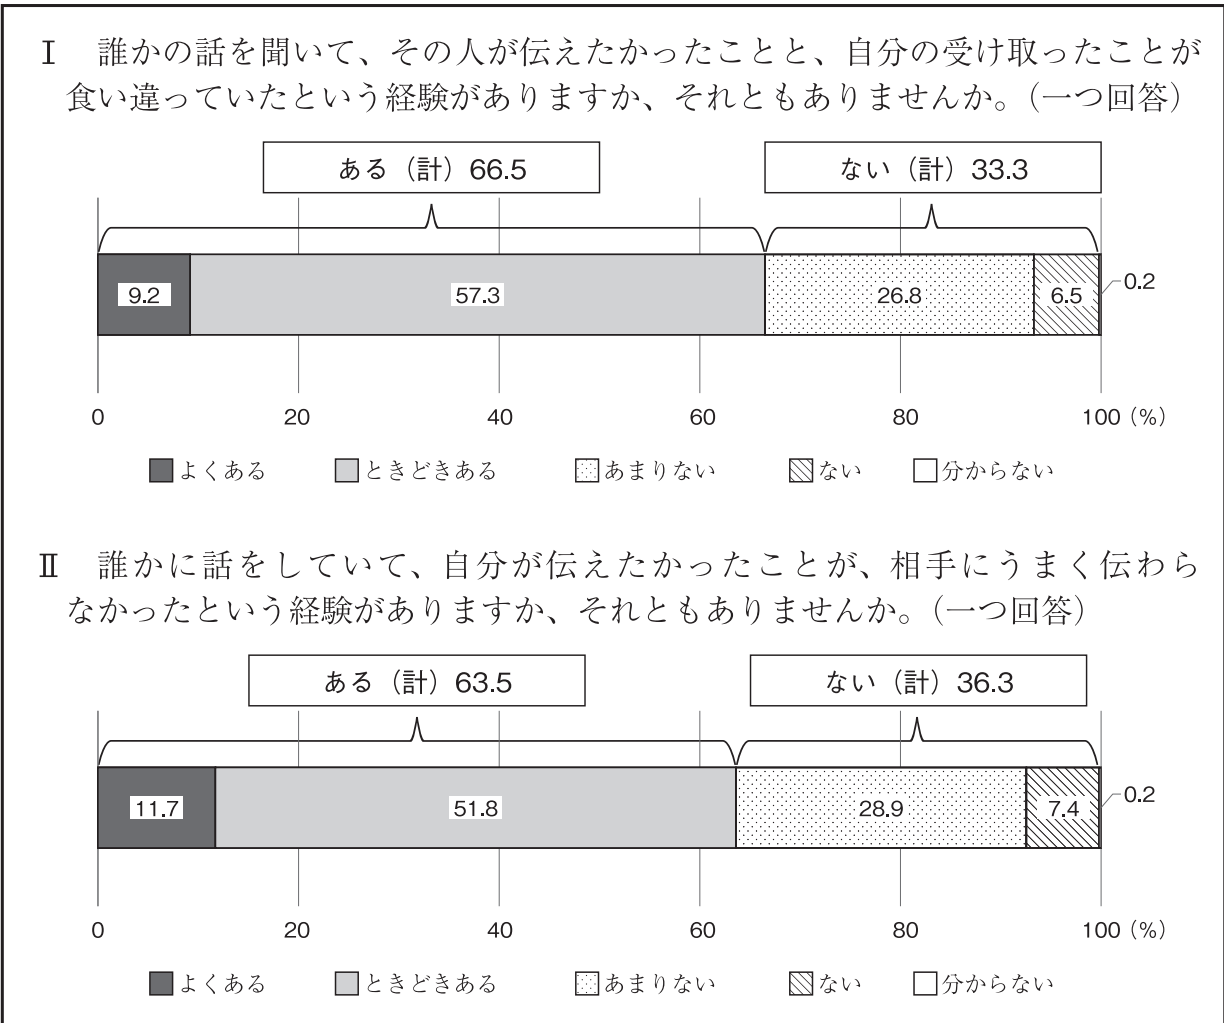 Ⅰ 誰かの話を聞いて、その人が伝えたかったことと、自分の受け取ったことが
食い違っていたという経験がありますか、それともありませんか。（一つ回答）
ある（計）66.5
ない（計）33.3
9.2
57.3
26.8
6.5
0.2
0
20
40
60
80
100（%）
よくある
ときどきある
あまりない
ない
分からない
Ⅱ 誰かに話をしていて、自分が伝えたかったことが、相手にうまく伝わら
なかったという経験がありますか、それともありませんか。（一つ回答）
ある（計）63.5
ない（計）36.3
11.7
51.8
28.9
7.4
0.2
0
20
40
60
80
100（%）
よくある
ときどきある
あまりない
ない
分からない